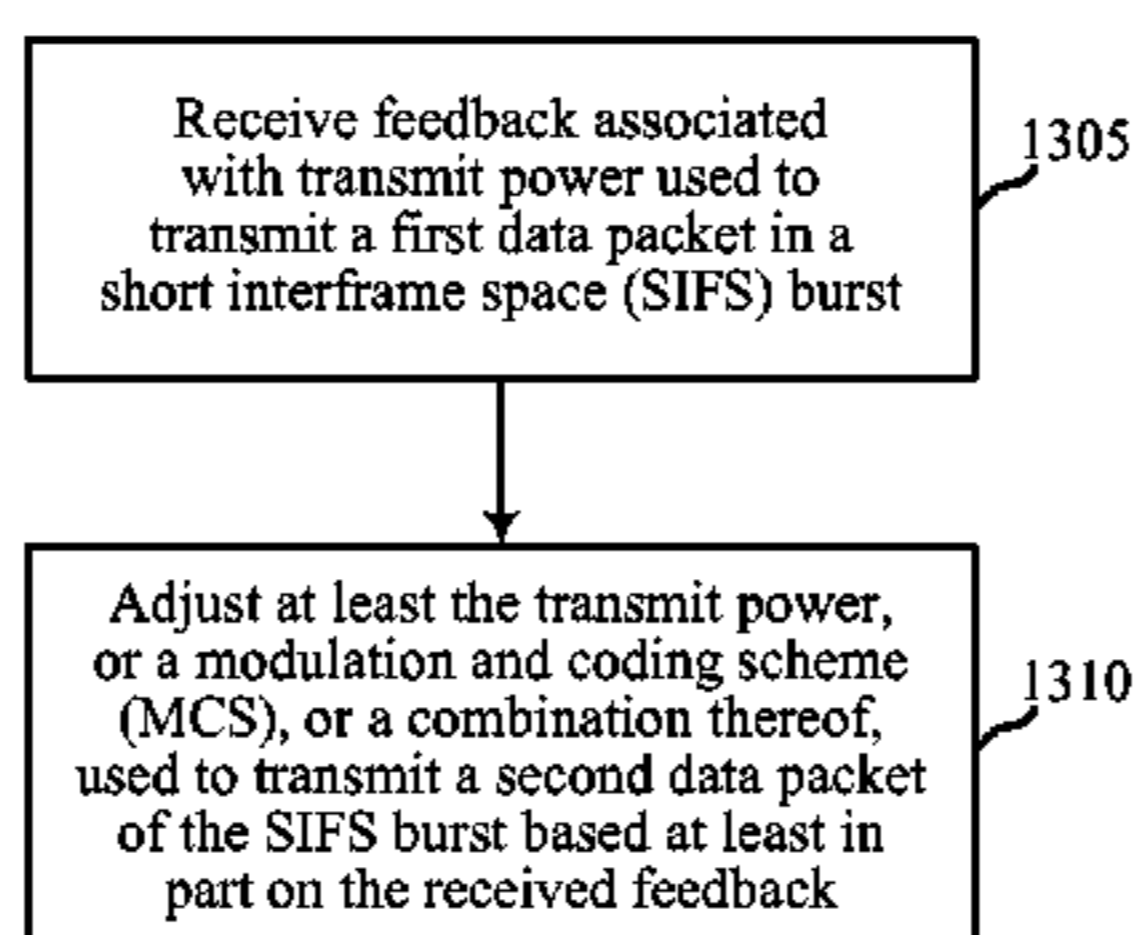 Receive feedback associated
with transmit power used to
transmit a first data packet in a
short interframe space (SIFS) burst
1305
Adjust at least the transmit power,
or a modulation and coding scheme
(MCS), or a combination thereof,
used to transmit a second data packet
of the SIFS burst based at least in
part on the received feedback
1310